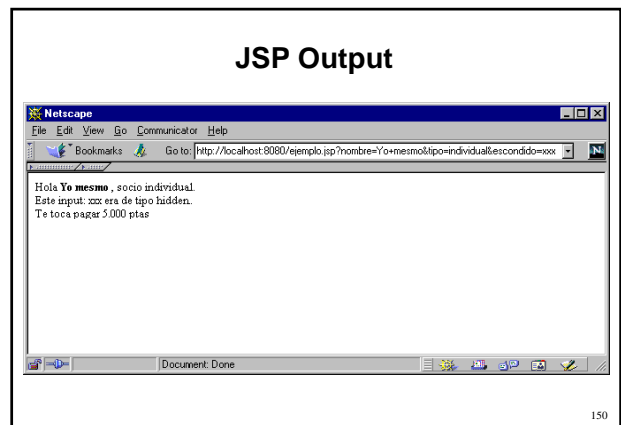 JSP Output
Netscape
File Edit View Go Communicator Help
Bookmarks Go to: http://localhost:8080/ejemplo.jsp?nombre=Yo+mesmo&tipo=individual&escondido=xxx
N
Hola Yo mesmo , socio individual.
Este input: xxx era de tipo hidden.
Te toca pagar 5.000 ptas
Document: Done
150